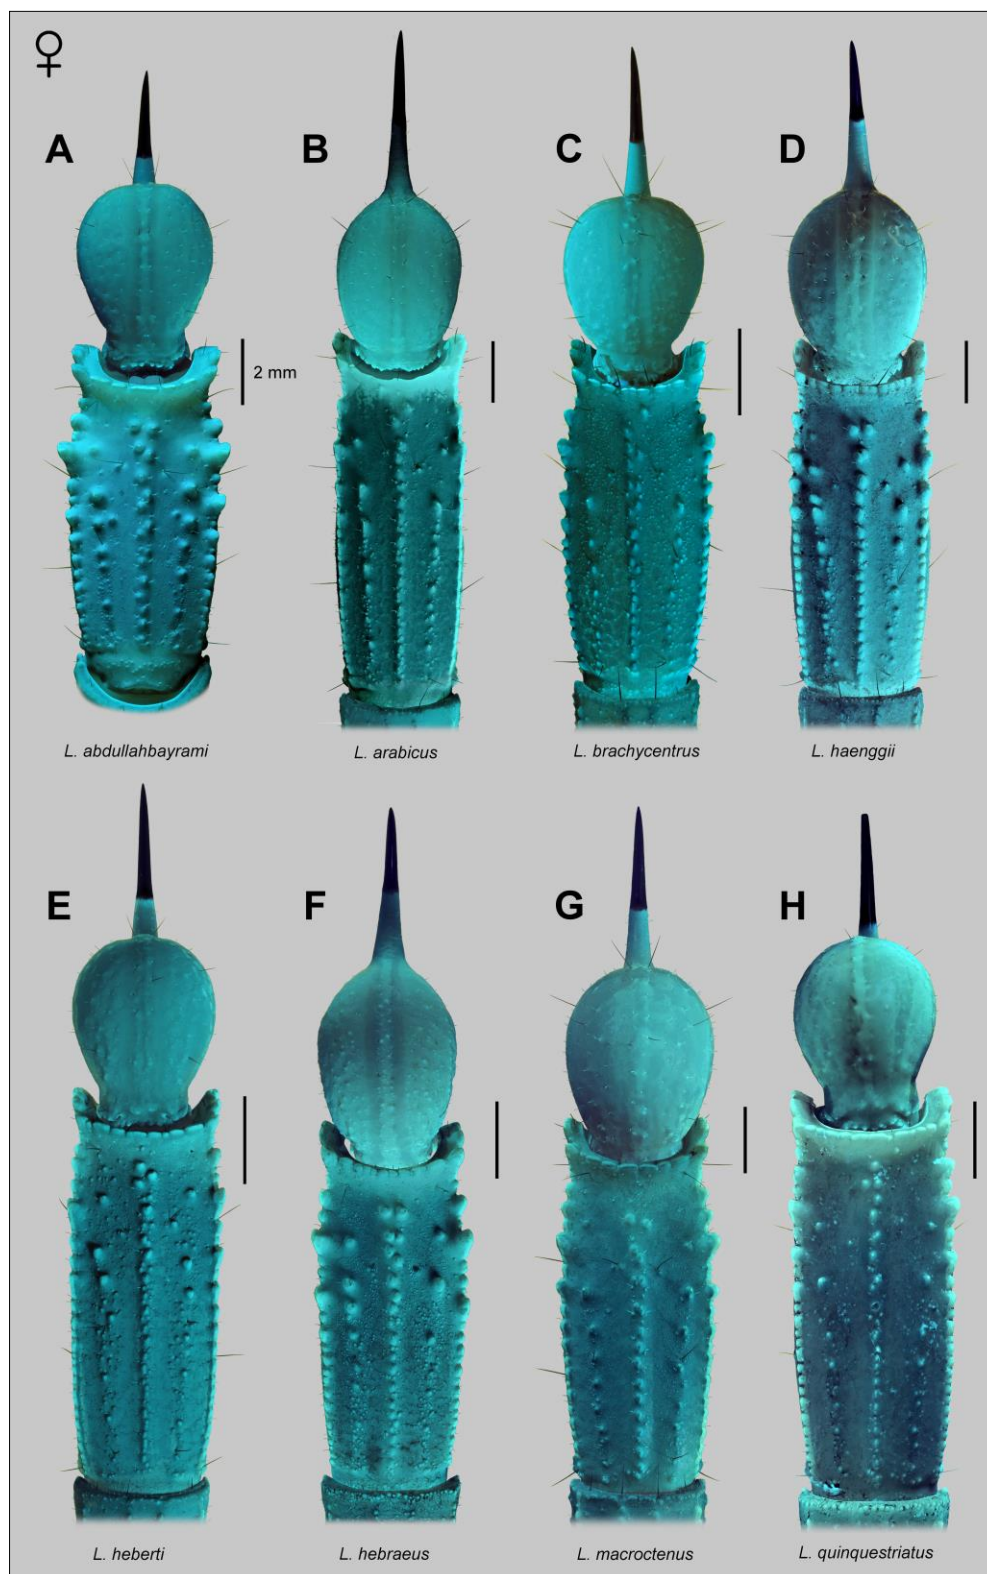 ♀
A
B
C
D
2 mm
L. abdullahbayrami
L. arabicus
L. brachycentrus
L. haenggii
E
F
G
H
L. heberti
L. hebraeus
L. macroctenus
L. quinquestriatus